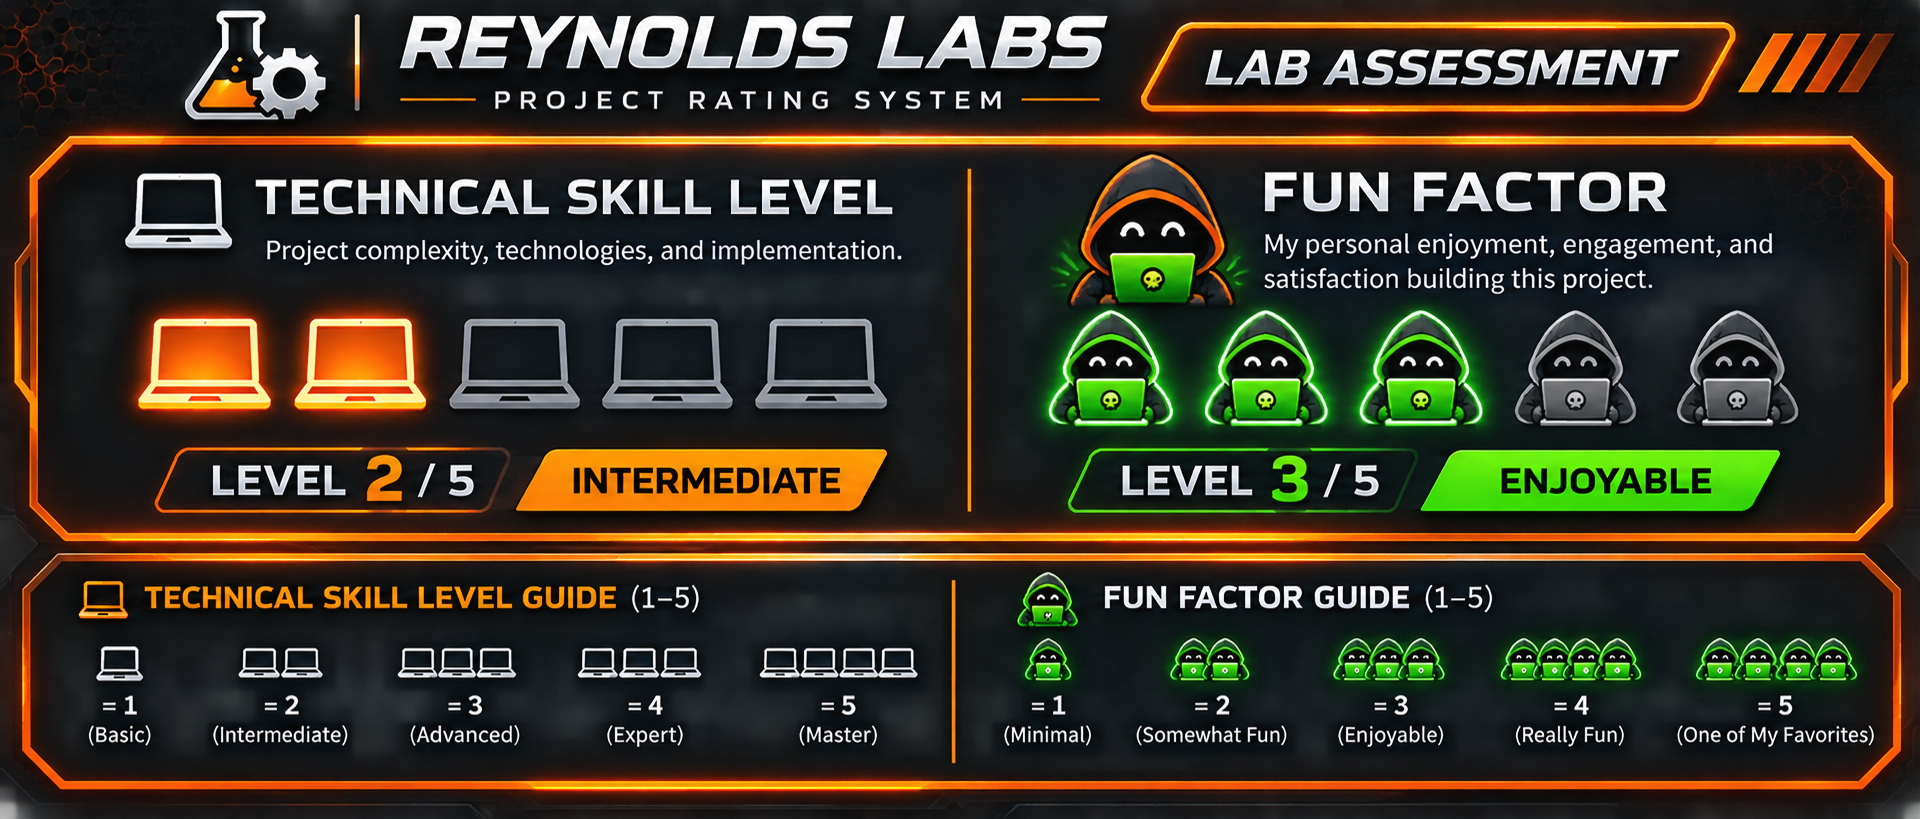 REYNOLDS LABS
PROJECT RATING SYSTEM
LAB ASSESSMENT
TECHNICAL SKILL LEVEL
Project complexity, technologies, and implementation.
LEVEL 2 / 5
INTERMEDIATE
FUN FACTOR
My personal enjoyment, engagement, and
satisfaction building this project.
LEVEL 3 / 5
ENJOYABLE
TECHNICAL SKILL LEVEL GUIDE (1–5)
= 1
(Basic)
= 2
(Intermediate)
= 3
(Advanced)
= 4
(Expert)
= 5
(Master)
FUN FACTOR GUIDE (1–5)
= 1
(Minimal)
= 2
(Somewhat Fun)
= 3
(Enjoyable)
= 4
(Really Fun)
= 5
(One of My Favorites)